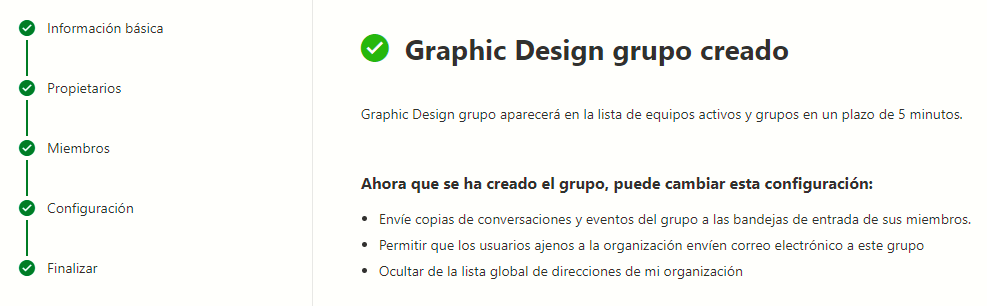 Información básica
Propietarios
Miembros
Configuración
Finalizar
Graphic Design grupo creado
Graphic Design grupo aparecerá en la lista de equipos activos y grupos en un plazo de 5 minutos.
Ahora que se ha creado el grupo, puede cambiar esta configuración:
• Envíe copias de conversaciones y eventos del grupo a las bandejas de entrada de sus miembros.
• Permitir que los usuarios ajenos a la organización envíen correo electrónico a este grupo
• Ocultar de la lista global de direcciones de mi organización